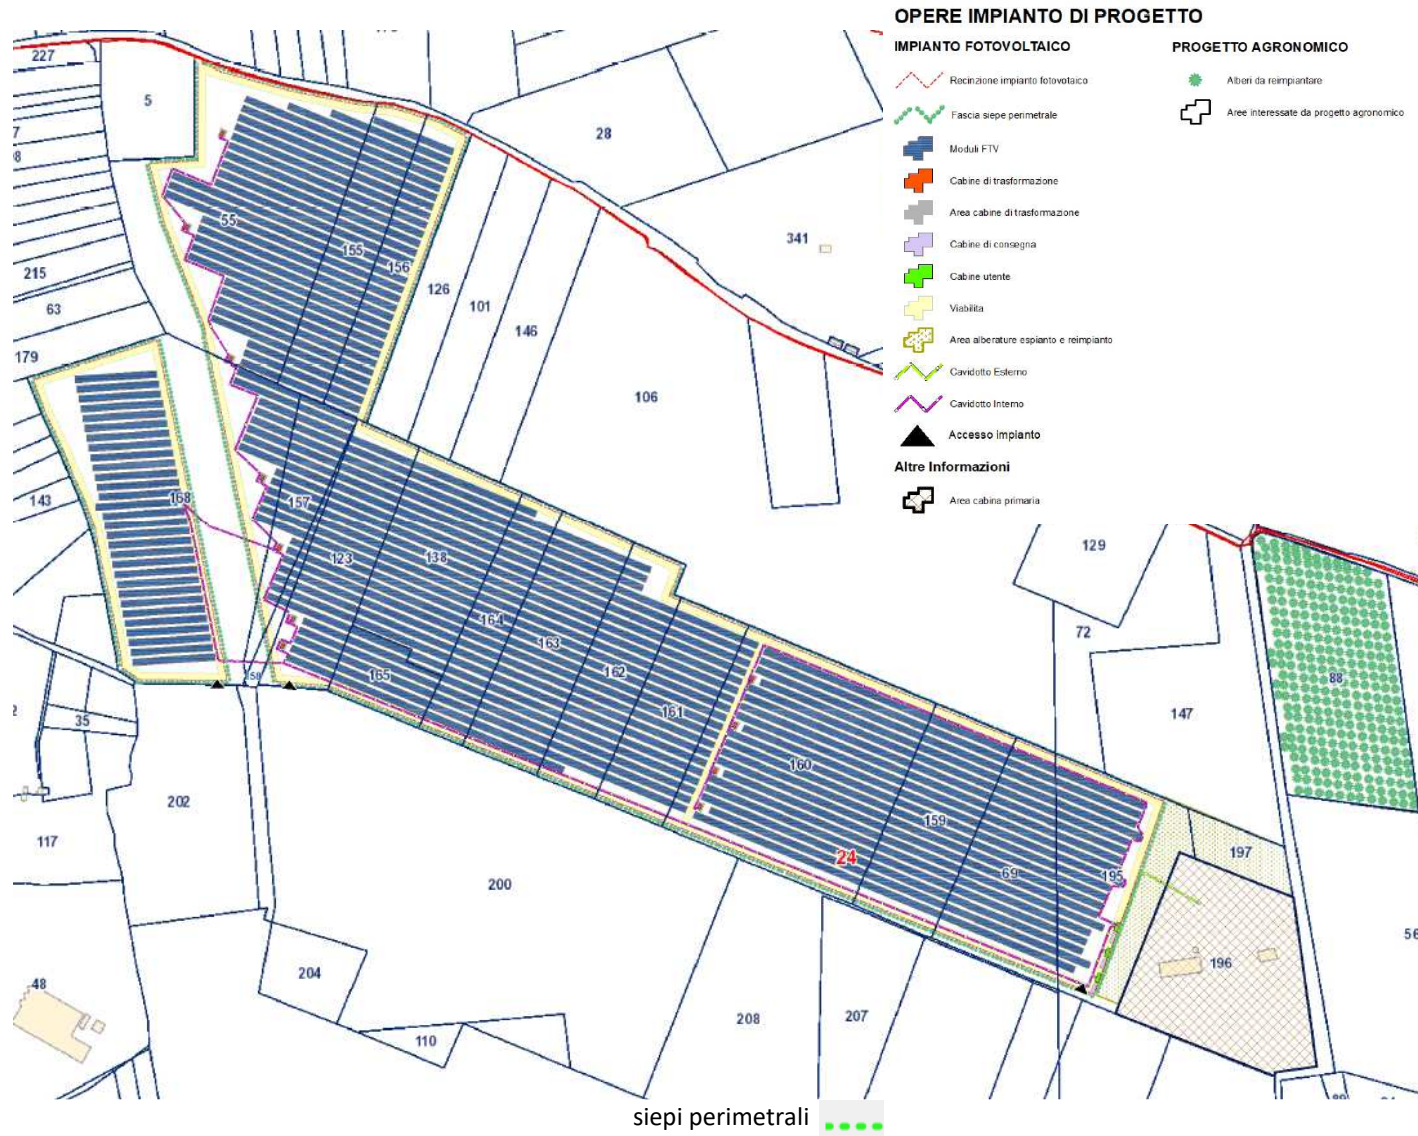 OPERE IMPIANTO DI PROGETTO
IMPIANTO FOTOVOLTAICO
Recinzione impianto fotovotaico
Fascia siepe perimetrale
Moduli FTV
Cabine di trasformazione
Area cabine di trasformazione
Cabine di consegna
Cabine utente
Viabilita
Area alberature espianto e reimpianto
Cavidotto Esterno
Cavidotto Interno
Accesso impianto
Altre Informazioni
Area cabina primaria
PROGETTO AGRONOMICO
Alberi da reimpiantare
Aree interessate da progetto agronomico
227
5
28
341
55
155
156
126
101
146
215
63
179
106
143
168
157
123
138
129
164
163
72
88
162
165
161
147
35
160
202
159
117
24
197
69
195
200
196
56
204
48
208
207
110
siepi perimetrali